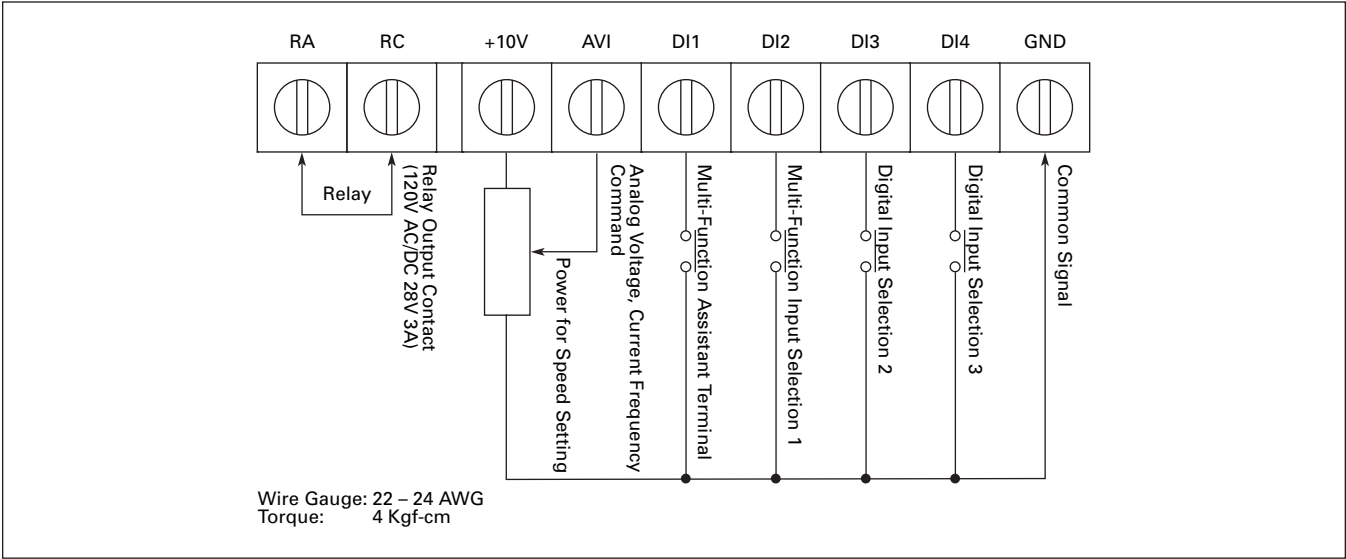 RA RC +10V AVI DI1 DI2 DI3 DI4 GND
Relay
Relay Output Contact
(120V AC/DC 28V 3A)
Power for Speed Setting
Analog Voltage, Current Frequency
Command
Multi-Function Assistant Terminal
Multi-Function Input Selection 1
Digital Input Selection 2
Digital Input Selection 3
Common Signal
Wire Gauge: 22 – 24 AWG
Torque: 4 Kgf-cm